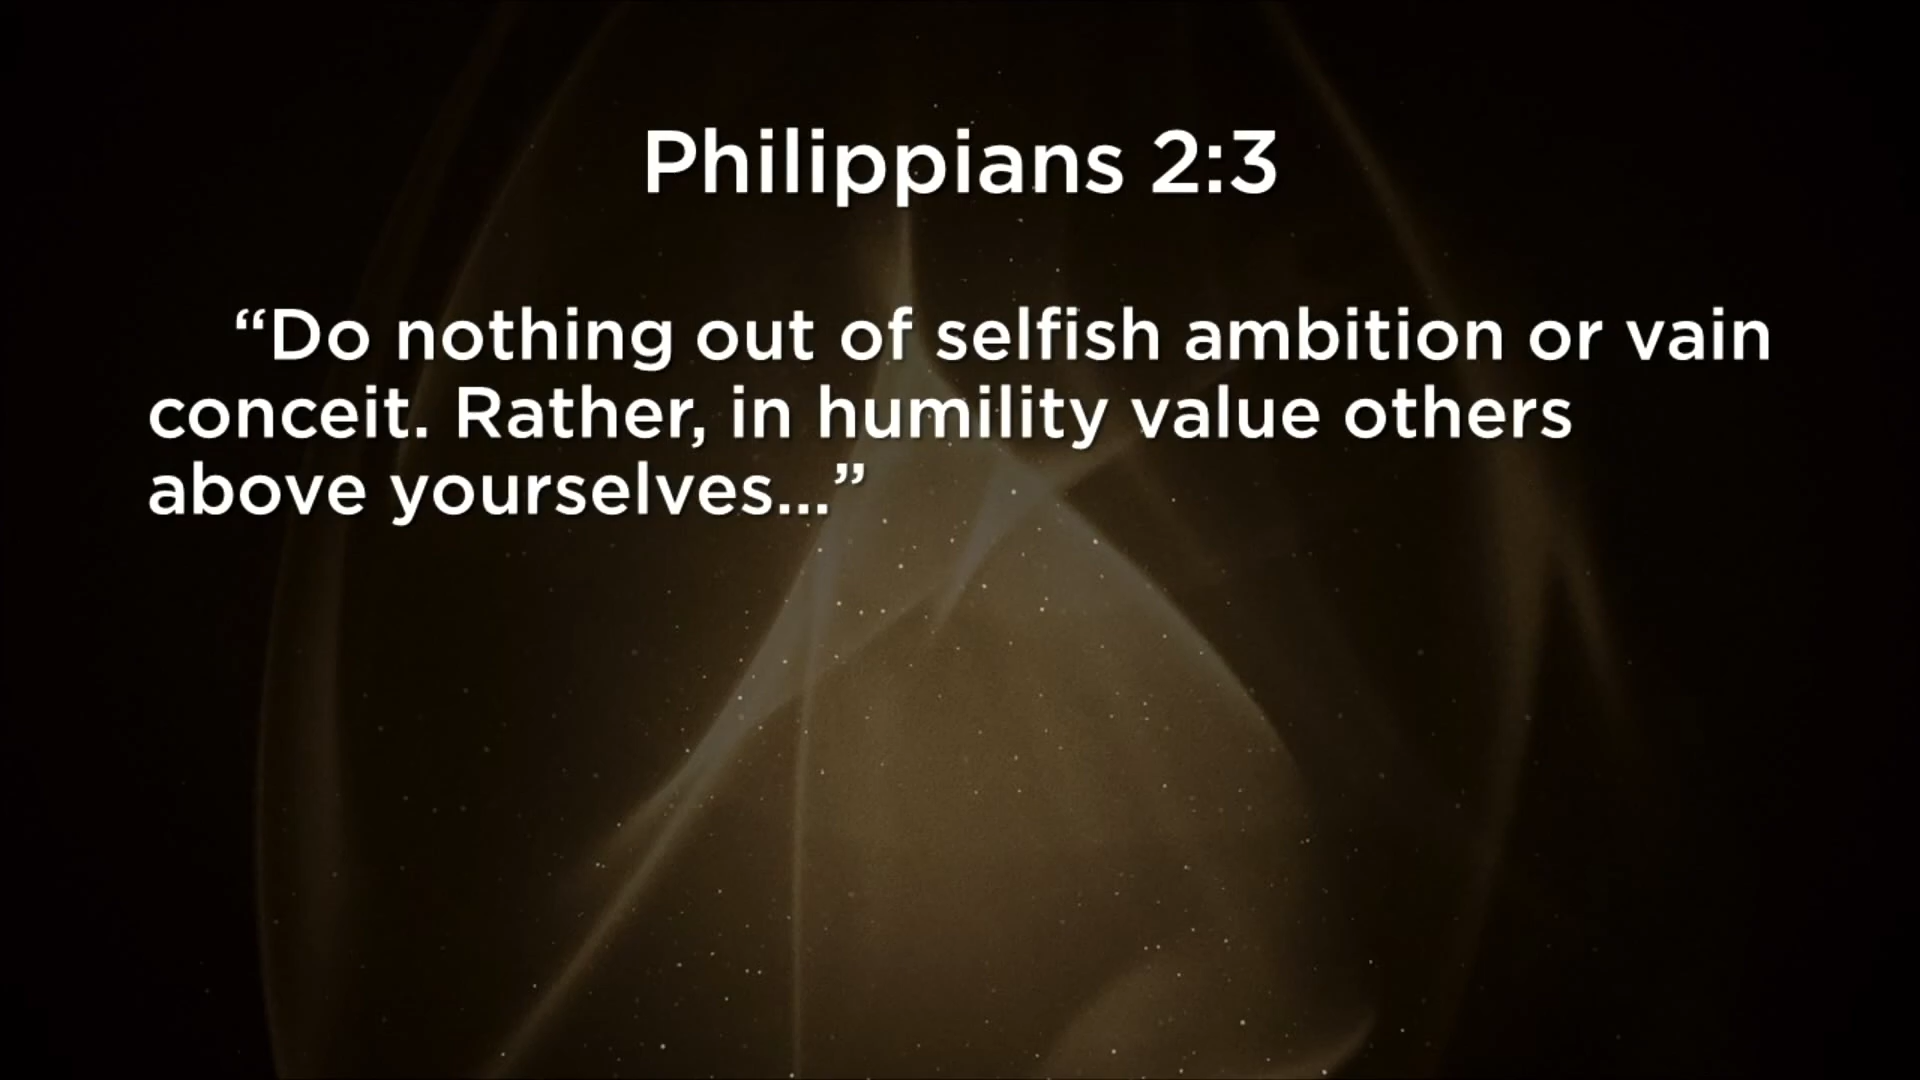 Philippians 2:3
“Do nothing out of selfish ambition or vain
conceit. Rather, in humility value others
above yourselves...”